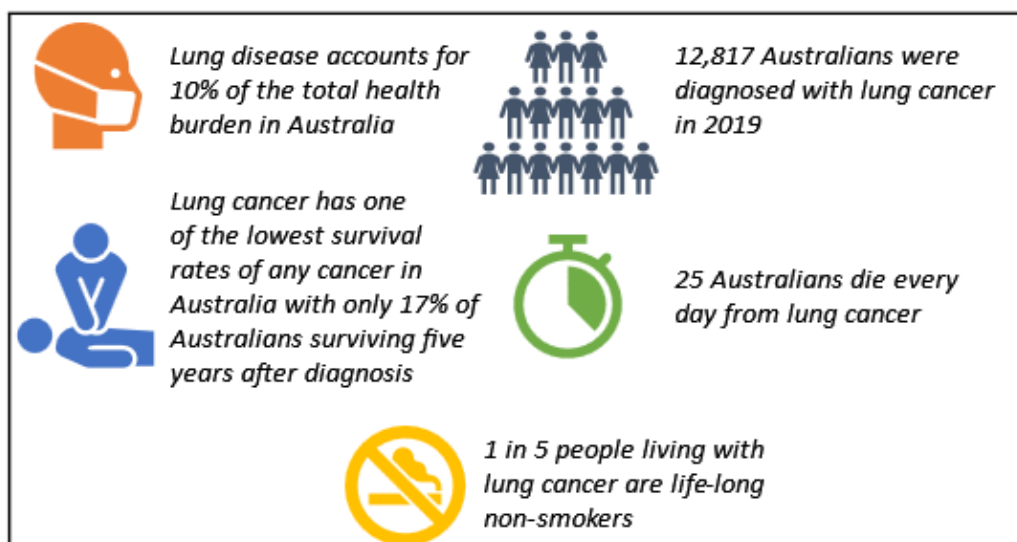 Lung disease accounts for
10% of the total health
burden in Australia
12,817 Australians were
diagnosed with lung cancer
in 2019
Lung cancer has one
of the lowest survival
rates of any cancer in
Australia with only 17% of
Australians surviving five
years after diagnosis
25 Australians die every
day from lung cancer
1 in 5 people living with
lung cancer are life-long
non-smokers